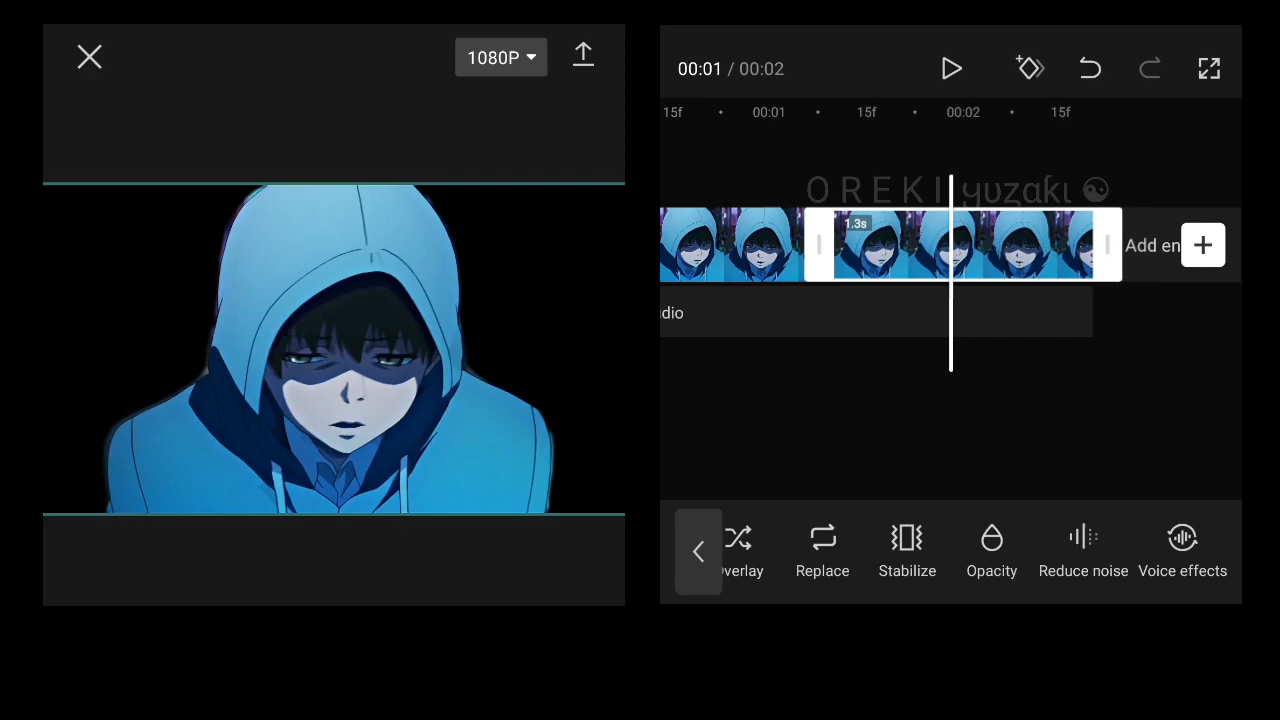 1080P
00:01 / 00:02
15f
00:01
15f
00:02
15f
O R E K I yuzaki
1.3s
Add en
dio
verlay
Replace
Stabilize
Opacity
Reduce noise
Voice effects